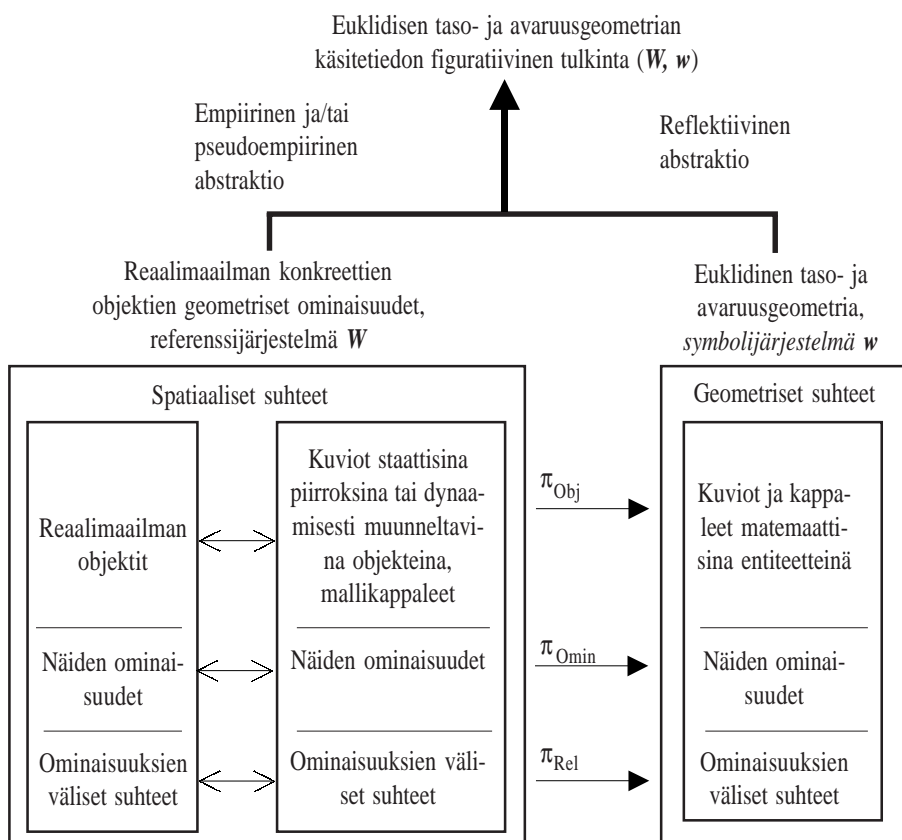 Euklidisen taso- ja avaruusgeometrian
käsitetiedon figuratiivinen tulkinta (W, w)
Empiirinen ja/tai
pseudoempiirinen
abstraktio
Reflektiivinen
abstraktio
Reaalimaailman konkreettien
objektien geometriset ominaisuudet,
referenssijärjestelmä W
Euklidinen taso- ja
avaruusgeometria,
symbolijärjestelmä w
Spatiaaliset suhteet
Reaalimaailman
objektit
Näiden ominai-
suudet
Ominaisuuksien
väliset suhteet
Kuviot staattisina
piirroksina tai dynaa-
misesti muunneltavi-
na objekteina,
mallikappaleet
Näiden ominaisuudet
Ominaisuuksien väli-
set suhteet
πObj
πOmin
πRel
Geometriset suhteet
Kuviot ja kappa-
leet matemaatti-
sina entiteetteinä
Näiden ominai-
suudet
Ominaisuuksien
väliset suhteet